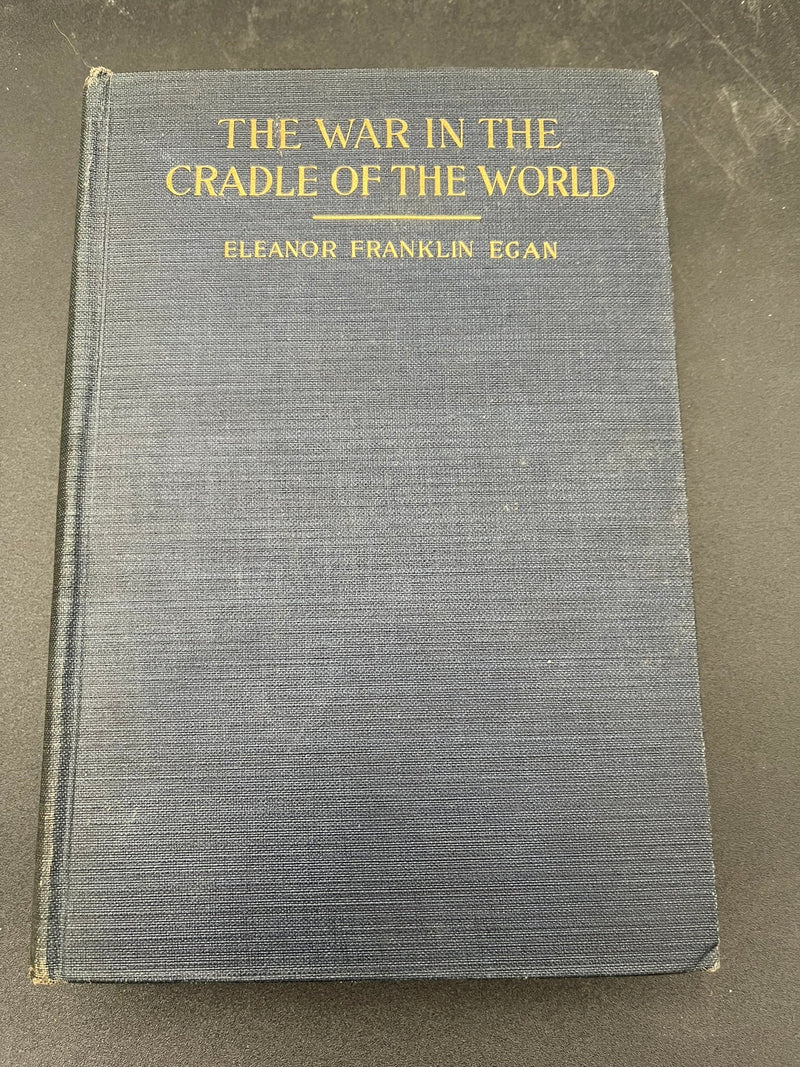 THE WAR IN THE
CRADLE OF THE WORLD
ELEANOR FRANKLIN EGAN